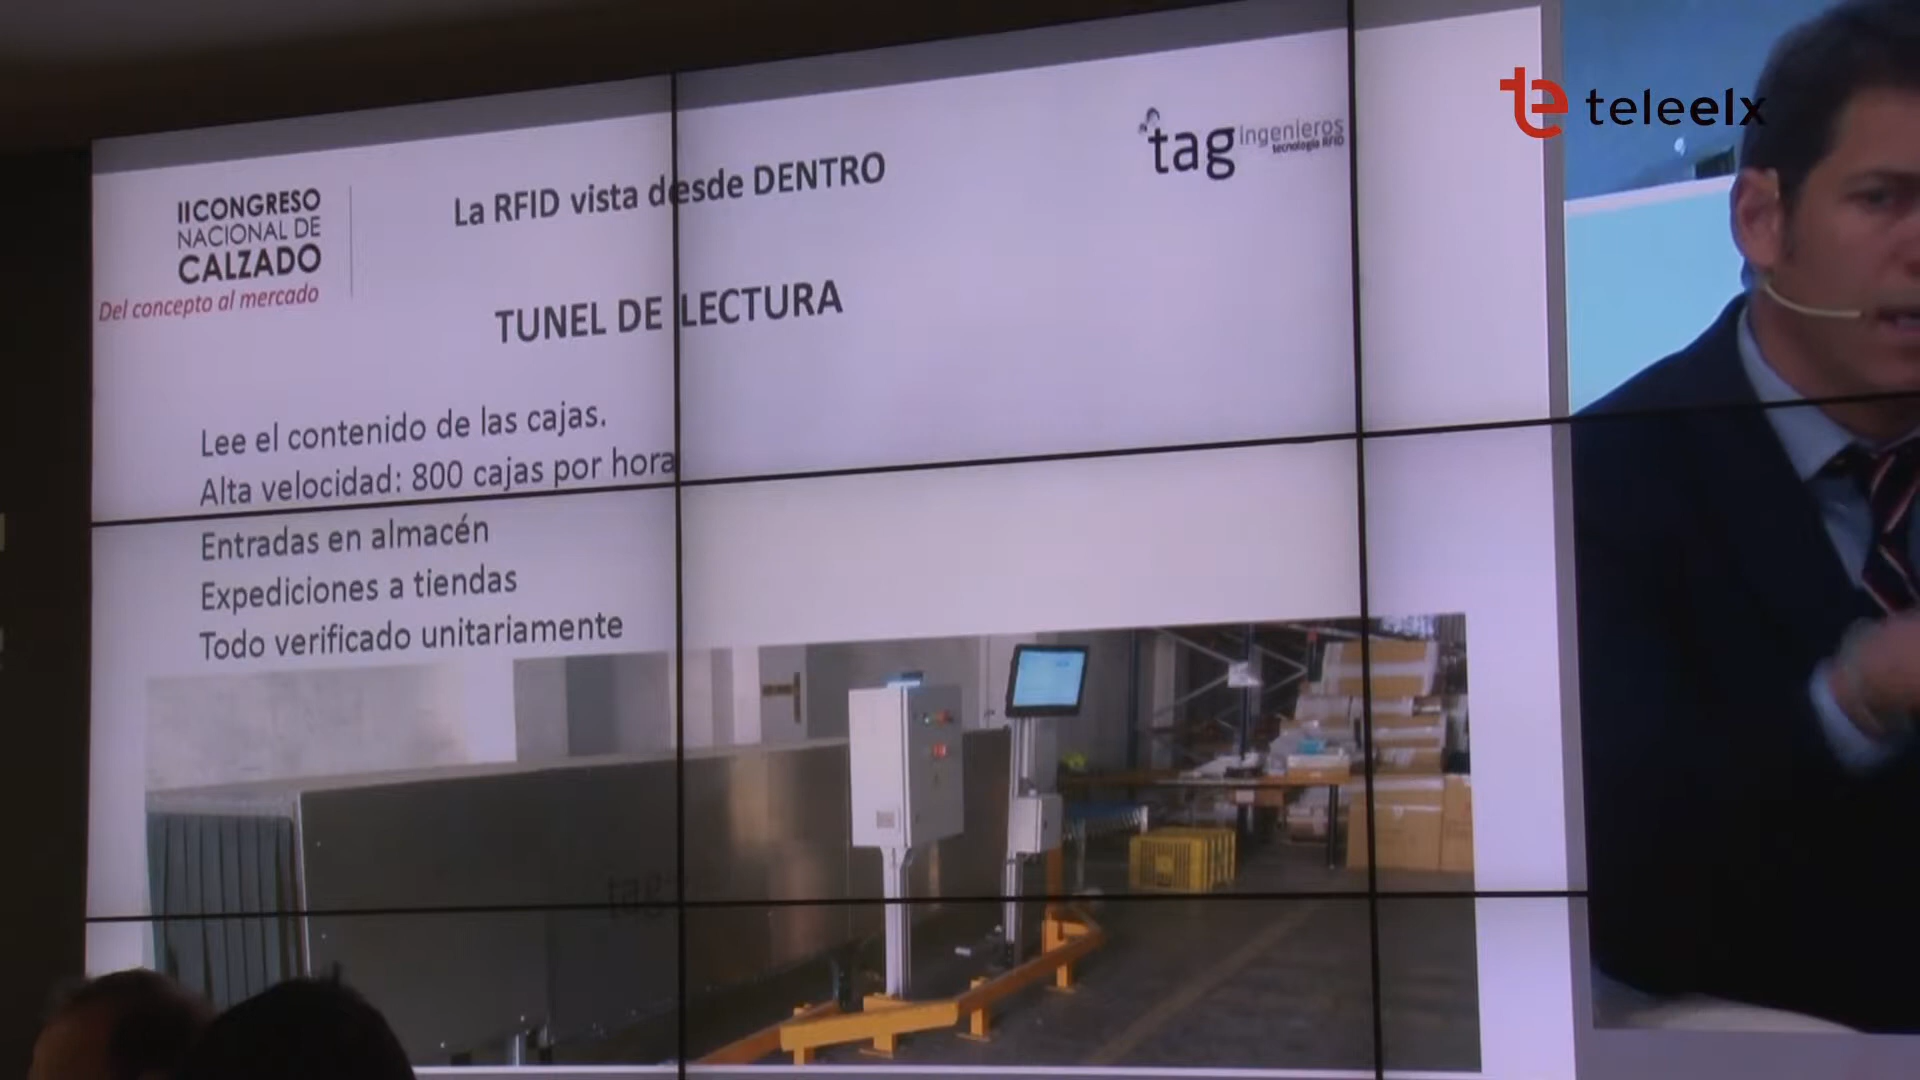 teleelx
II CONGRESO
NACIONAL DE
CALZADO
Del concepto al mercado
La RFID vista desde DENTRO
tag ingenieros
tecnología RFID
TUNEL DE LECTURA
Lee el contenido de las cajas.
Alta velocidad: 800 cajas por hora
Entradas en almacén
Expediciones a tiendas
Todo verificado unitariamente
tag